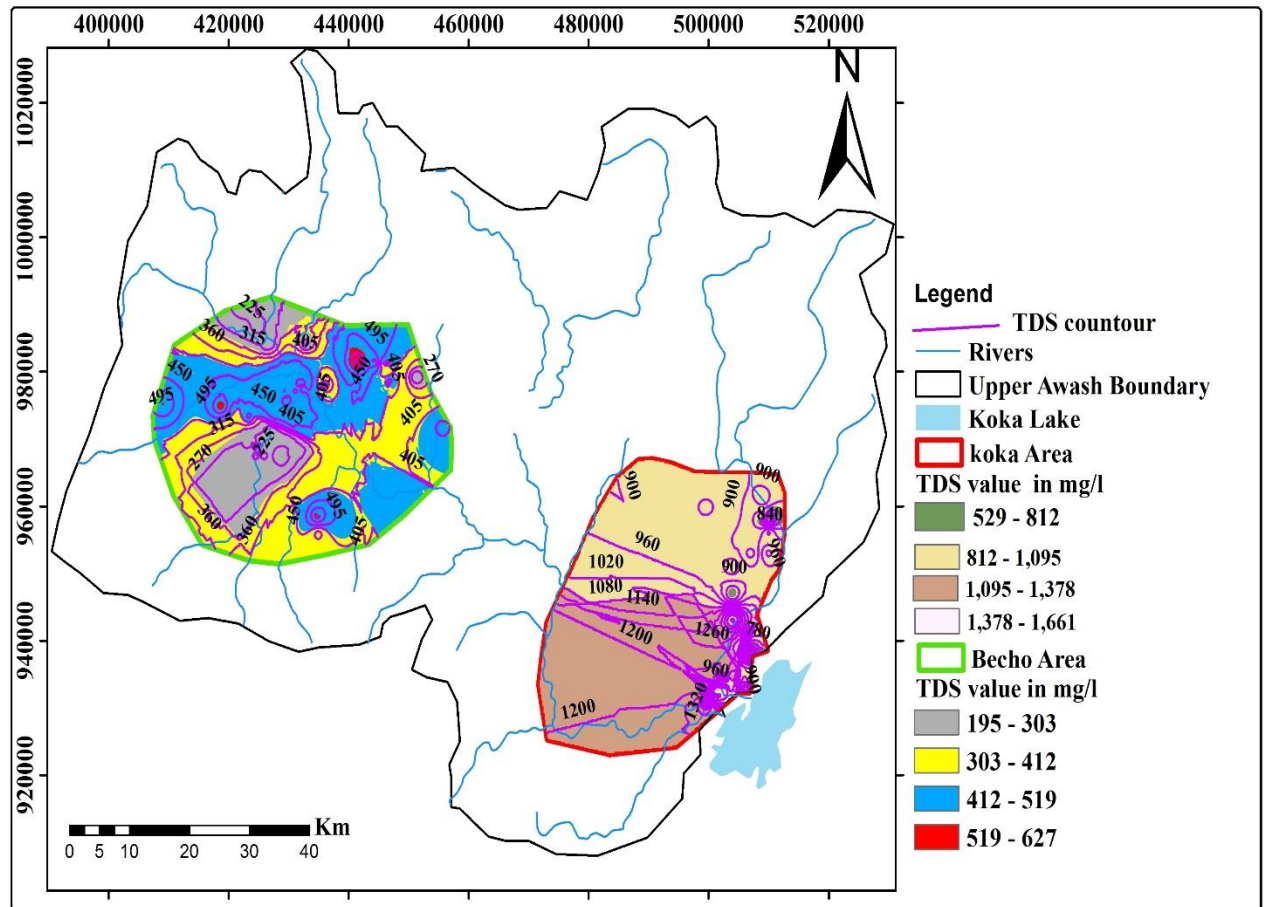 400000 420000 440000 460000 480000 500000 520000
N
1020000
1000000
980000
960000
940000
920000
225
360
315
405
495
270
450
405
450
495
495
450
405
405
405
315
225
270
405
360
360
450
495
405
900
900
900
840
960
960
1020
900
1080
1140
1260
780
1200
960
900
1320
1200
Km
0 5 10 20 30 40
Legend
TDS countour
Rivers
Upper Awash Boundary
Koka Lake
koka Area
TDS value in mg/l
529 - 812
812 - 1,095
1,095 - 1,378
1,378 - 1,661
Becho Area
TDS value in mg/l
195 - 303
303 - 412
412 - 519
519 - 627